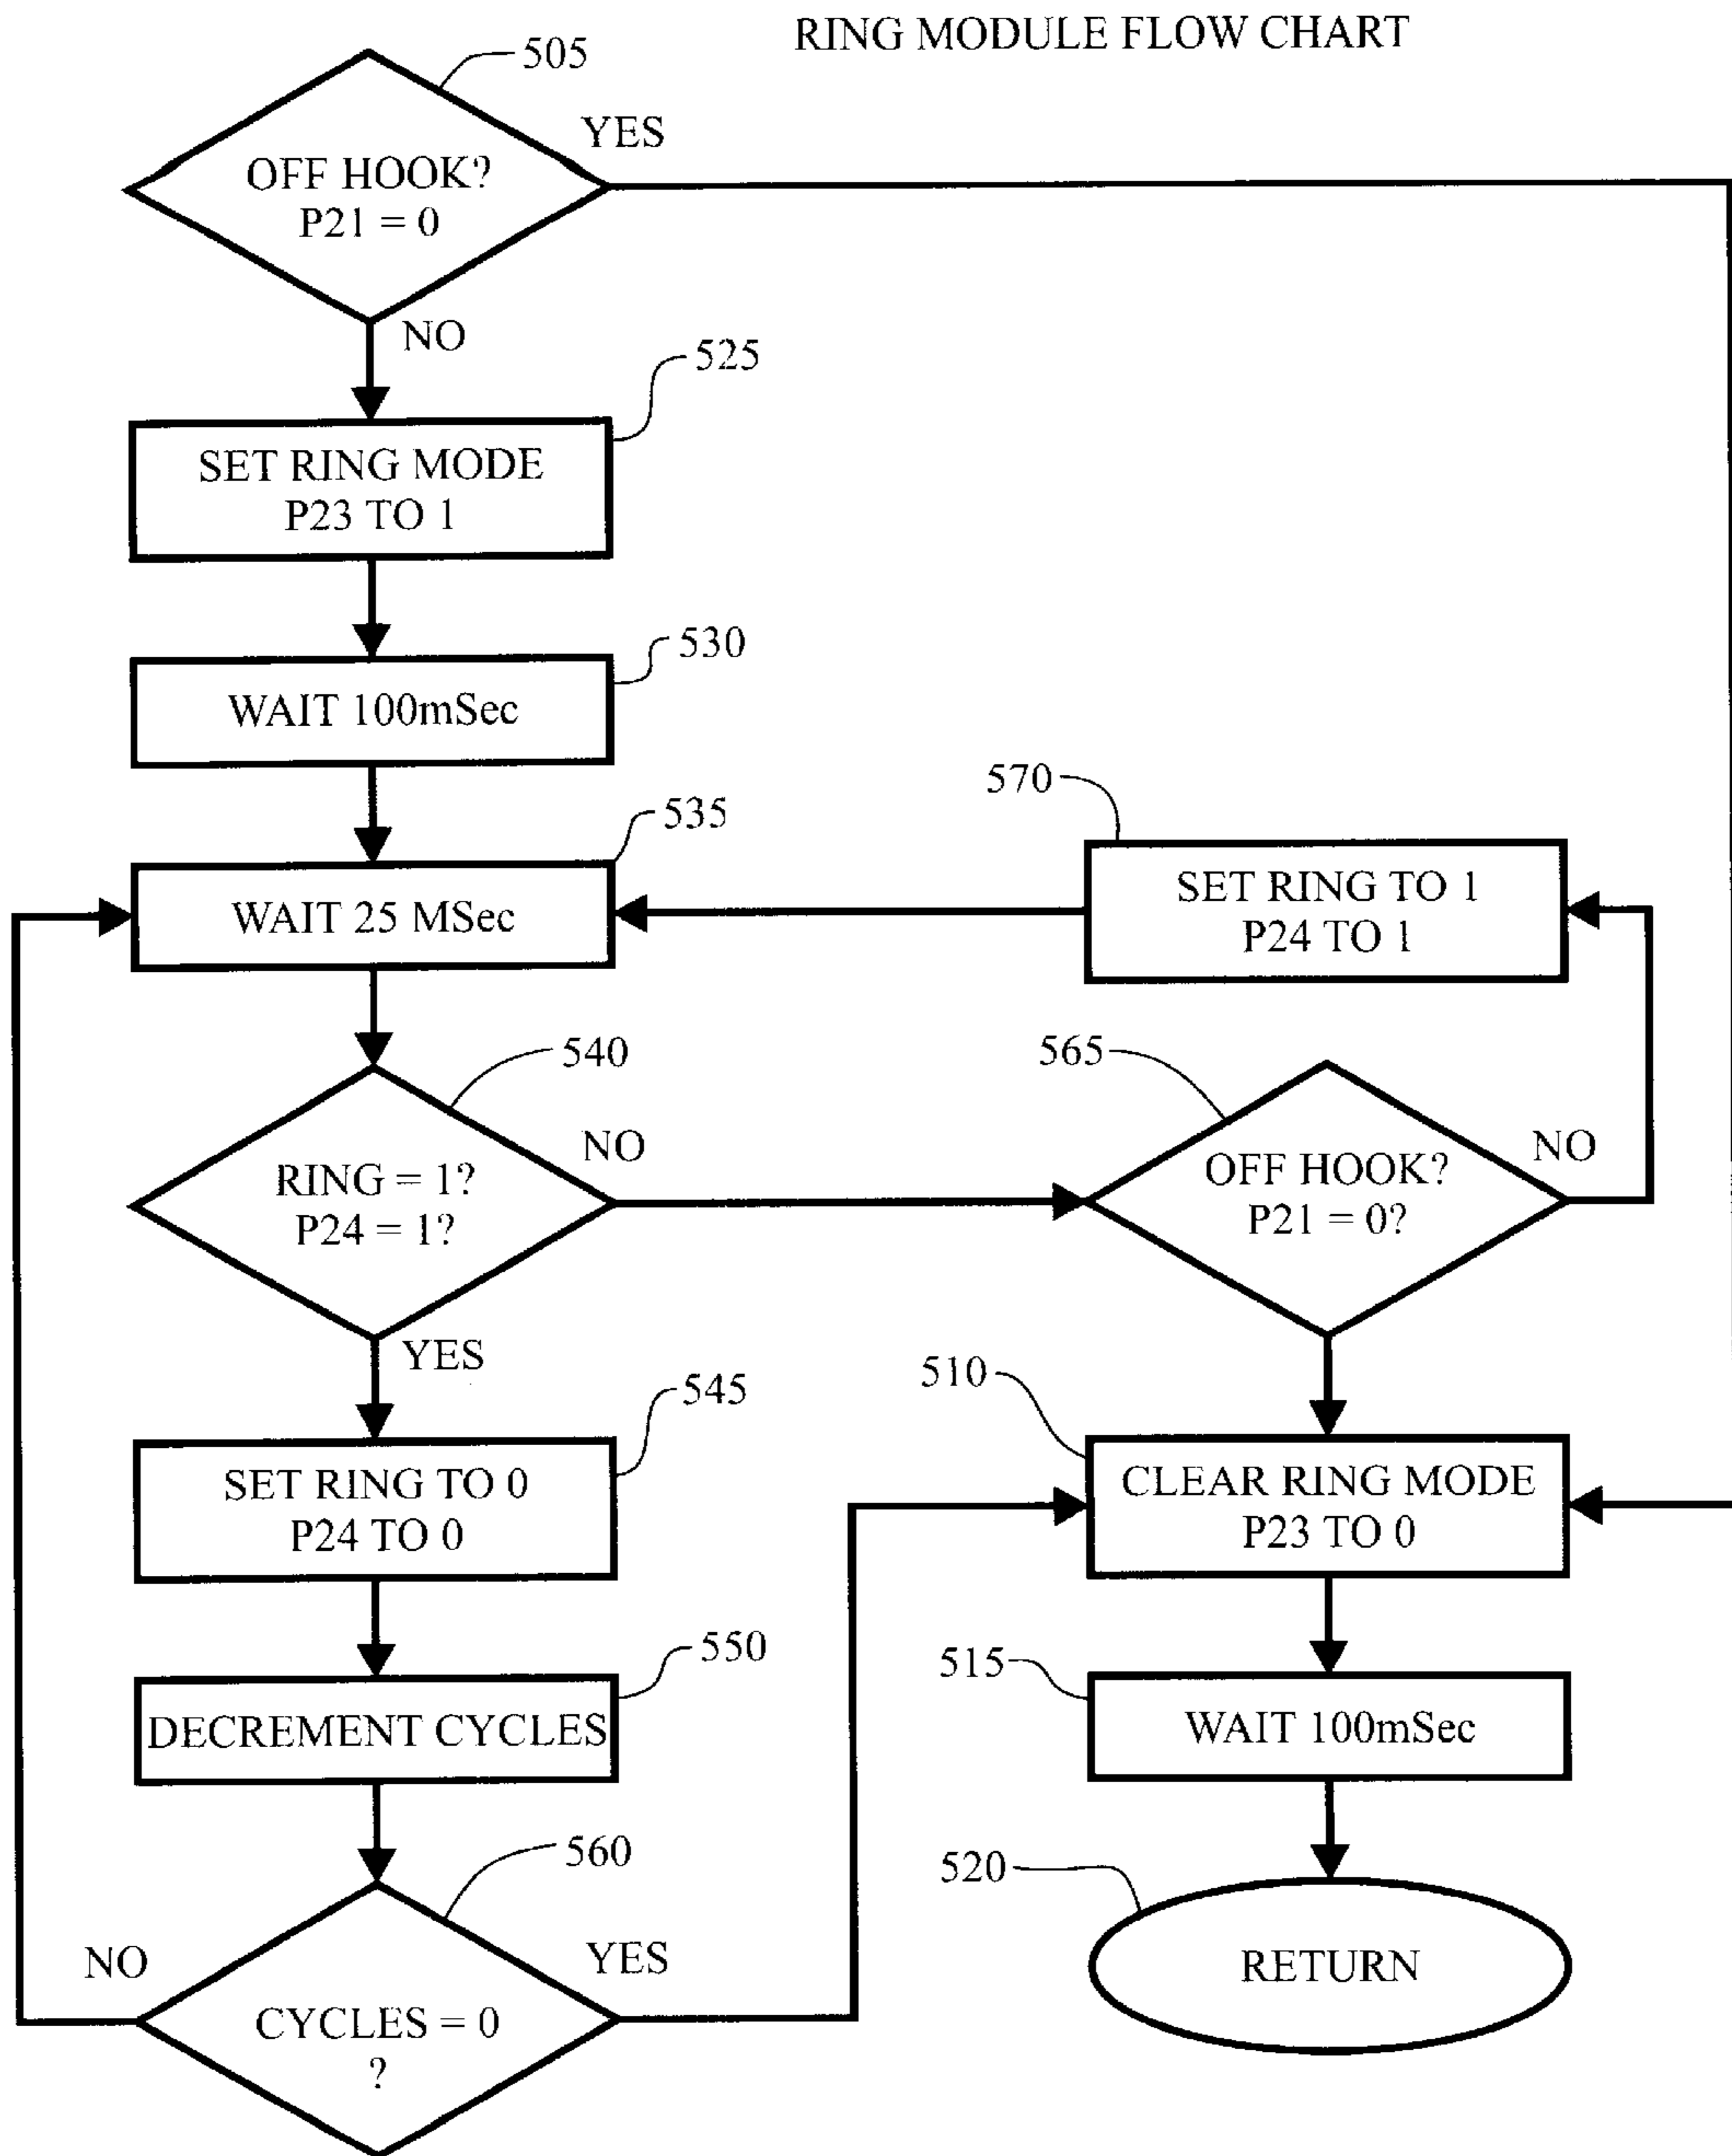 RING MODULE FLOW CHART
505
YES
OFF HOOK?
P21 = 0
NO
525
SET RING MODE
P23 TO 1
530
WAIT 100mSec
535
WAIT 25 MSec
570
SET RING TO 1
P24 TO 1
540
NO
RING = 1?
P24 = 1?
YES
565
NO
OFF HOOK?
P21 = 0?
545
SET RING TO 0
P24 TO 0
510
CLEAR RING MODE
P23 TO 0
550
DECREMENT CYCLES
515
WAIT 100mSec
560
NO
YES
CYCLES = 0
?
520
RETURN